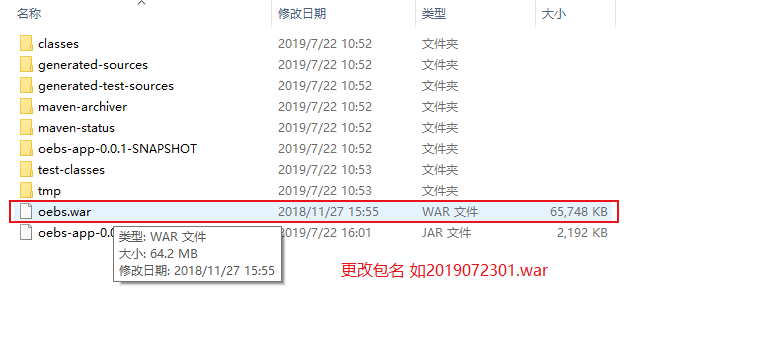 名称 修改日期 类型 大小
classes 2019/7/22 10:52 文件夹
generated-sources 2019/7/22 10:52 文件夹
generated-test-sources 2019/7/22 10:52 文件夹
maven-archiver 2019/7/22 10:52 文件夹
maven-status 2019/7/22 10:52 文件夹
oebs-app-0.0.1-SNAPSHOT 2019/7/22 10:52 文件夹
test-classes 2019/7/22 10:53 文件夹
tmp 2019/7/22 10:53 文件夹
oebs.war 2018/11/27 15:55 WAR 文件 65,748 KB
oebs-app-0.0 2019/7/22 16:01 JAR 文件 2,192 KB
类型: WAR 文件
大小: 64.2 MB
修改日期: 2018/11/27 15:55
更改包名 如2019072301.war